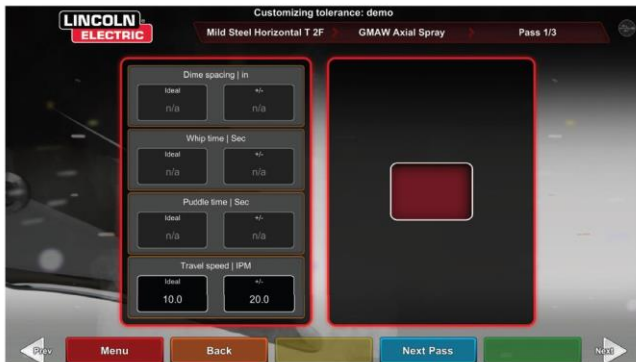 LINCOLN
ELECTRIC
Customizing tolerance: demo
Mild Steel Horizontal T 2F
GMAW Axial Spray
Pass 1/3
Dime spacing | in
Ideal
+/-
n/a
n/a
Whip time | Sec
Ideal
+/-
n/a
n/a
Puddle time | Sec
Ideal
+/-
n/a
n/a
Travel speed | IPM
Ideal
+/-
10.0
20.0
Prev
Menu
Back
Next Pass
Next